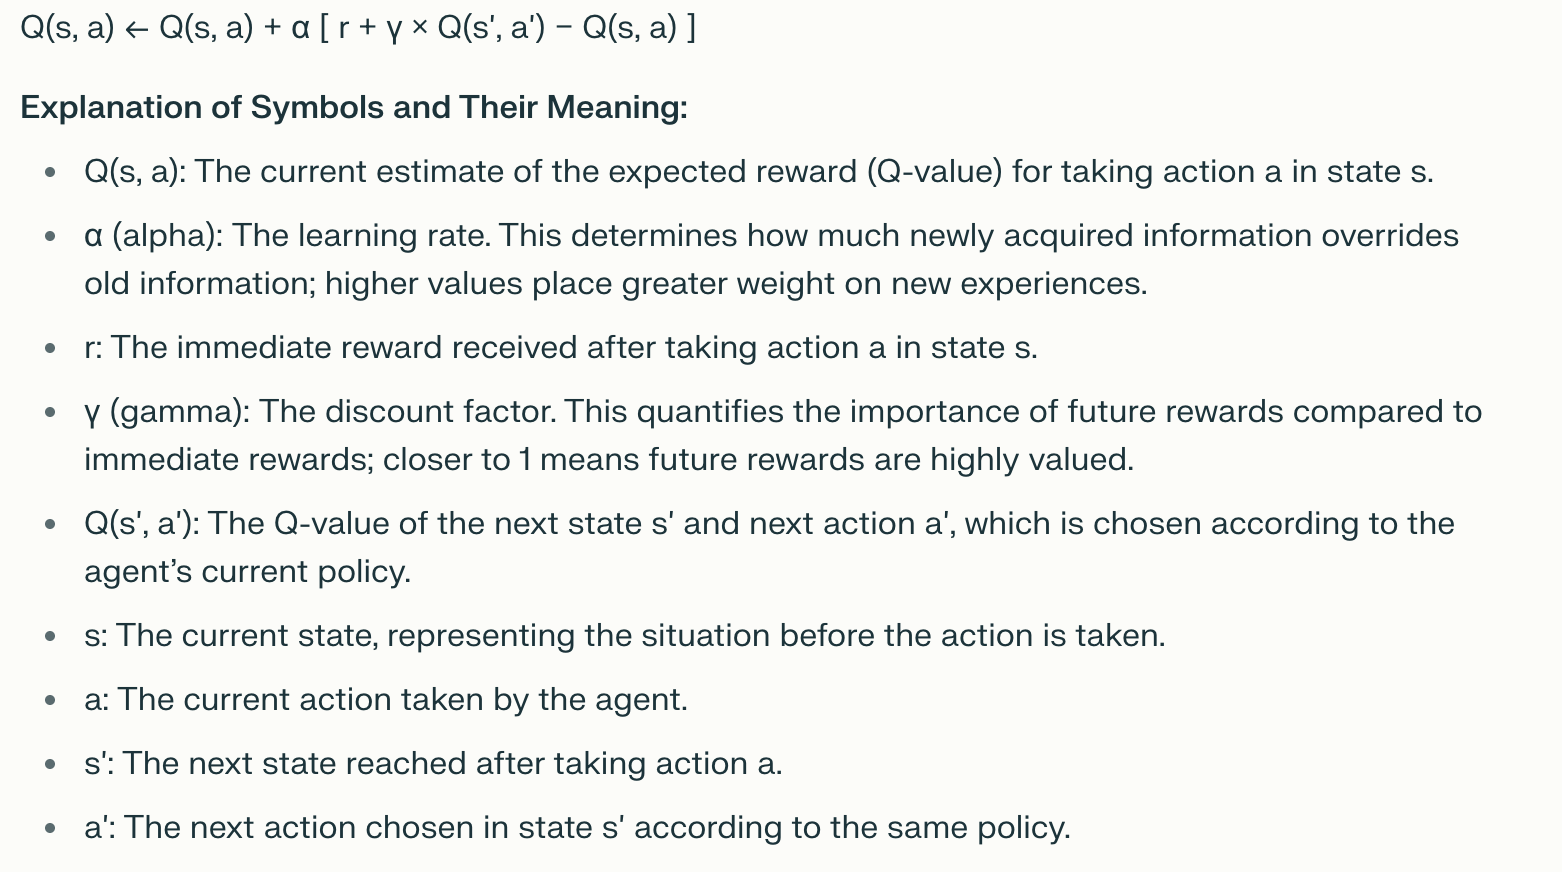 Q(s, a) ← Q(s, a) + α [ r + γ × Q(s', a') − Q(s, a) ]
Explanation of Symbols and Their Meaning:
• Q(s, a): The current estimate of the expected reward (Q-value) for taking action a in state s.
• α (alpha): The learning rate. This determines how much newly acquired information overrides
old information; higher values place greater weight on new experiences.
• r: The immediate reward received after taking action a in state s.
• γ (gamma): The discount factor. This quantifies the importance of future rewards compared to
immediate rewards; closer to 1 means future rewards are highly valued.
• Q(s', a'): The Q-value of the next state s' and next action a', which is chosen according to the
agent’s current policy.
• s: The current state, representing the situation before the action is taken.
• a: The current action taken by the agent.
• s': The next state reached after taking action a.
• a': The next action chosen in state s' according to the same policy.